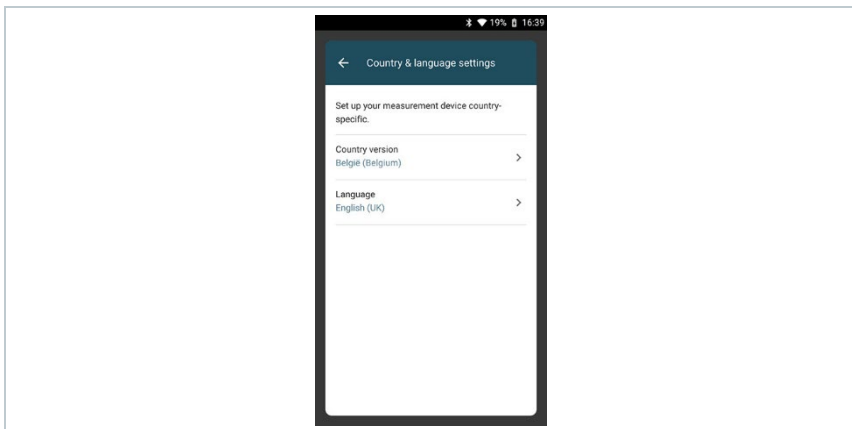 19% 16:39
Country & language settings
Set up your measurement device country-
specific.
Country version
België (Belgium)
Language
English (UK)